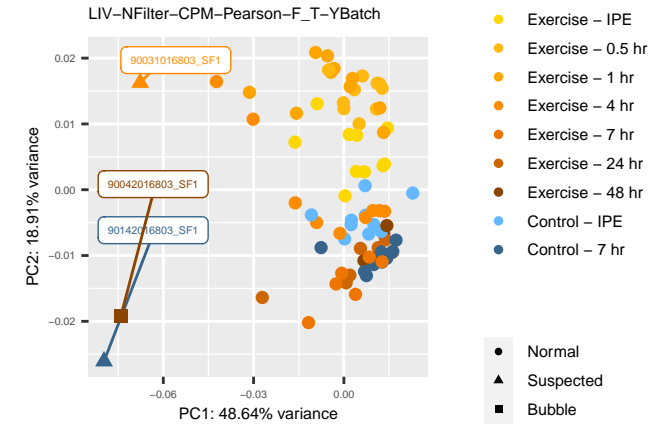 LIV−NFilter−CPM−Pearson−F_T−YBatch
90031016803_SF1
90042016803_SF1
90142016803_SF1
0.02
0.01
0.00
−0.01
−0.02
PC2: 18.91% variance
−0.06
−0.03
0.00
PC1: 48.64% variance
Exercise − IPE
Exercise − 0.5 hr
Exercise − 1 hr
Exercise − 4 hr
Exercise − 7 hr
Exercise − 24 hr
Exercise − 48 hr
Control − IPE
Control − 7 hr
Normal
Suspected
Bubble